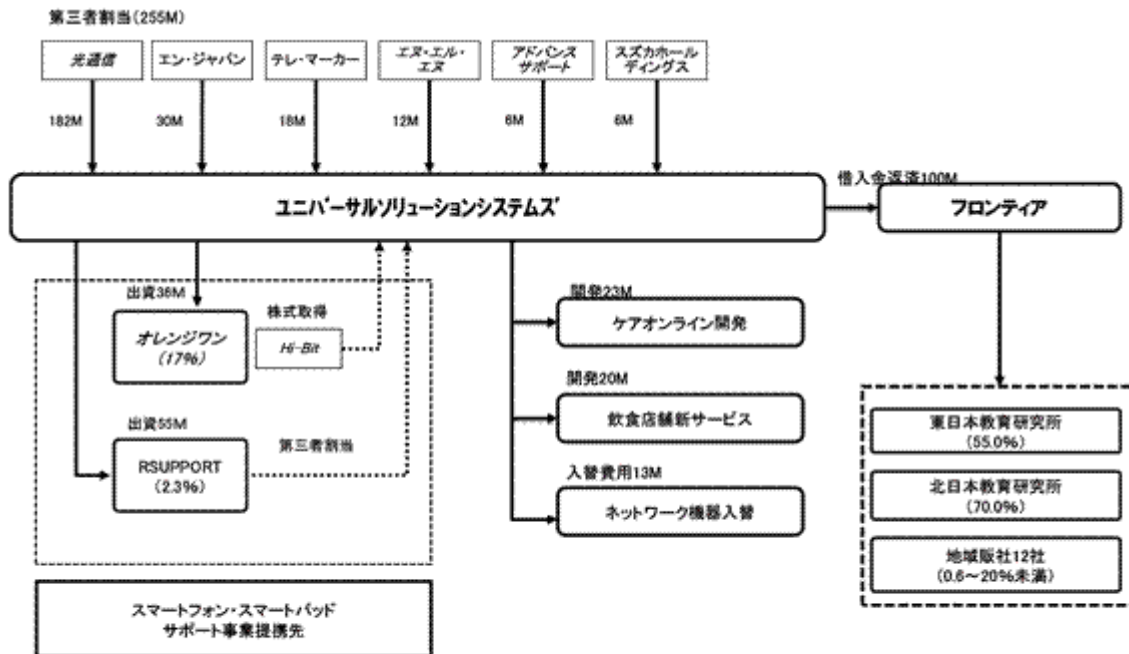 第三者割当(255M)
光通信
エン・ジャパン
テレ・マーカー
エヌ・エル・
エヌ
アドバンス
サポート
スズカホール
ディングス
182M
30M
18M
12M
6M
6M
借入金返済100M
ユニバーサルソリューションシステムズ
フロンティア
出資36M
オレンジワン
(17%)
株式取得
Hi-Bit
出資55M
RSUPPORT
(2.3%)
第三者割当
スマートフォン・スマートパッド
サポート事業提携先
開発23M
ケアオンライン開発
開発20M
飲食店舗新サービス
入替費用13M
ネットワーク機器入替
東日本教育研究所
(55.0%)
北日本教育研究所
(70.0%)
地域販社12社
(0.6～20%未満)